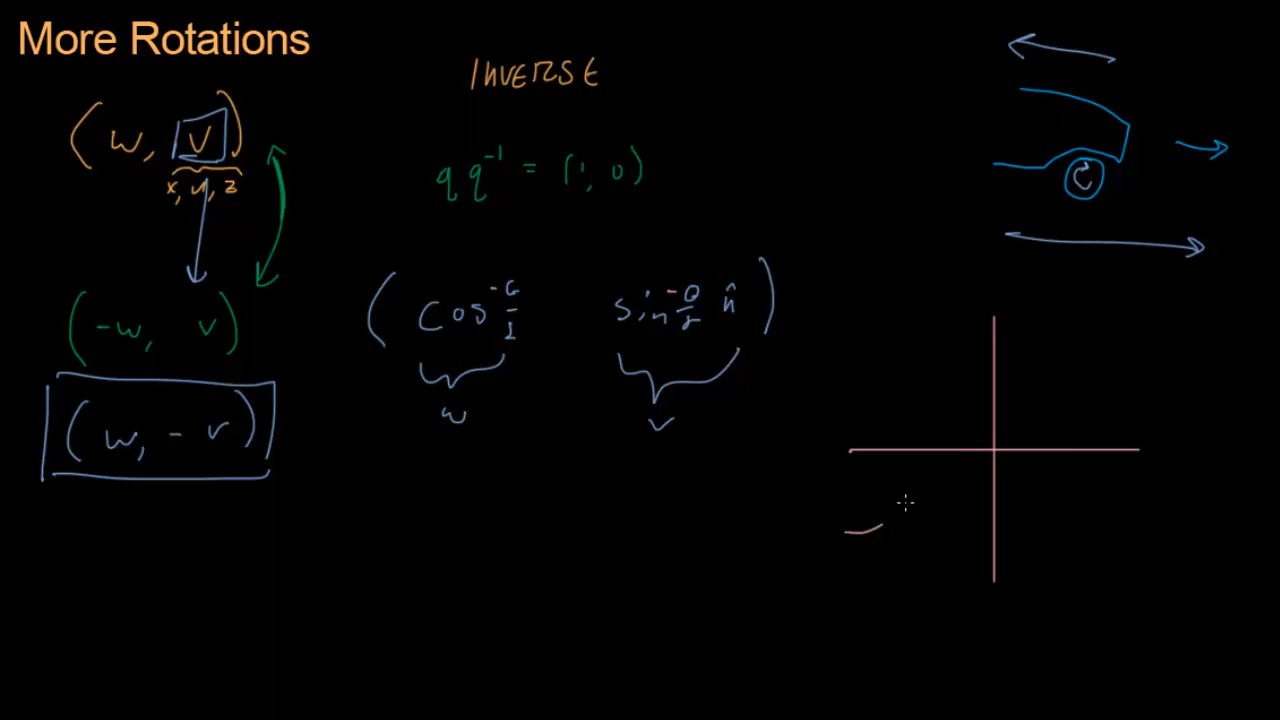 More Rotations
INVERSE
(w, v)
x, y, z
q q⁻¹ = (1, 0)
(-w, v)
(cos -θ/2 sin -θ/2 n̂)
w v
(w, -v)